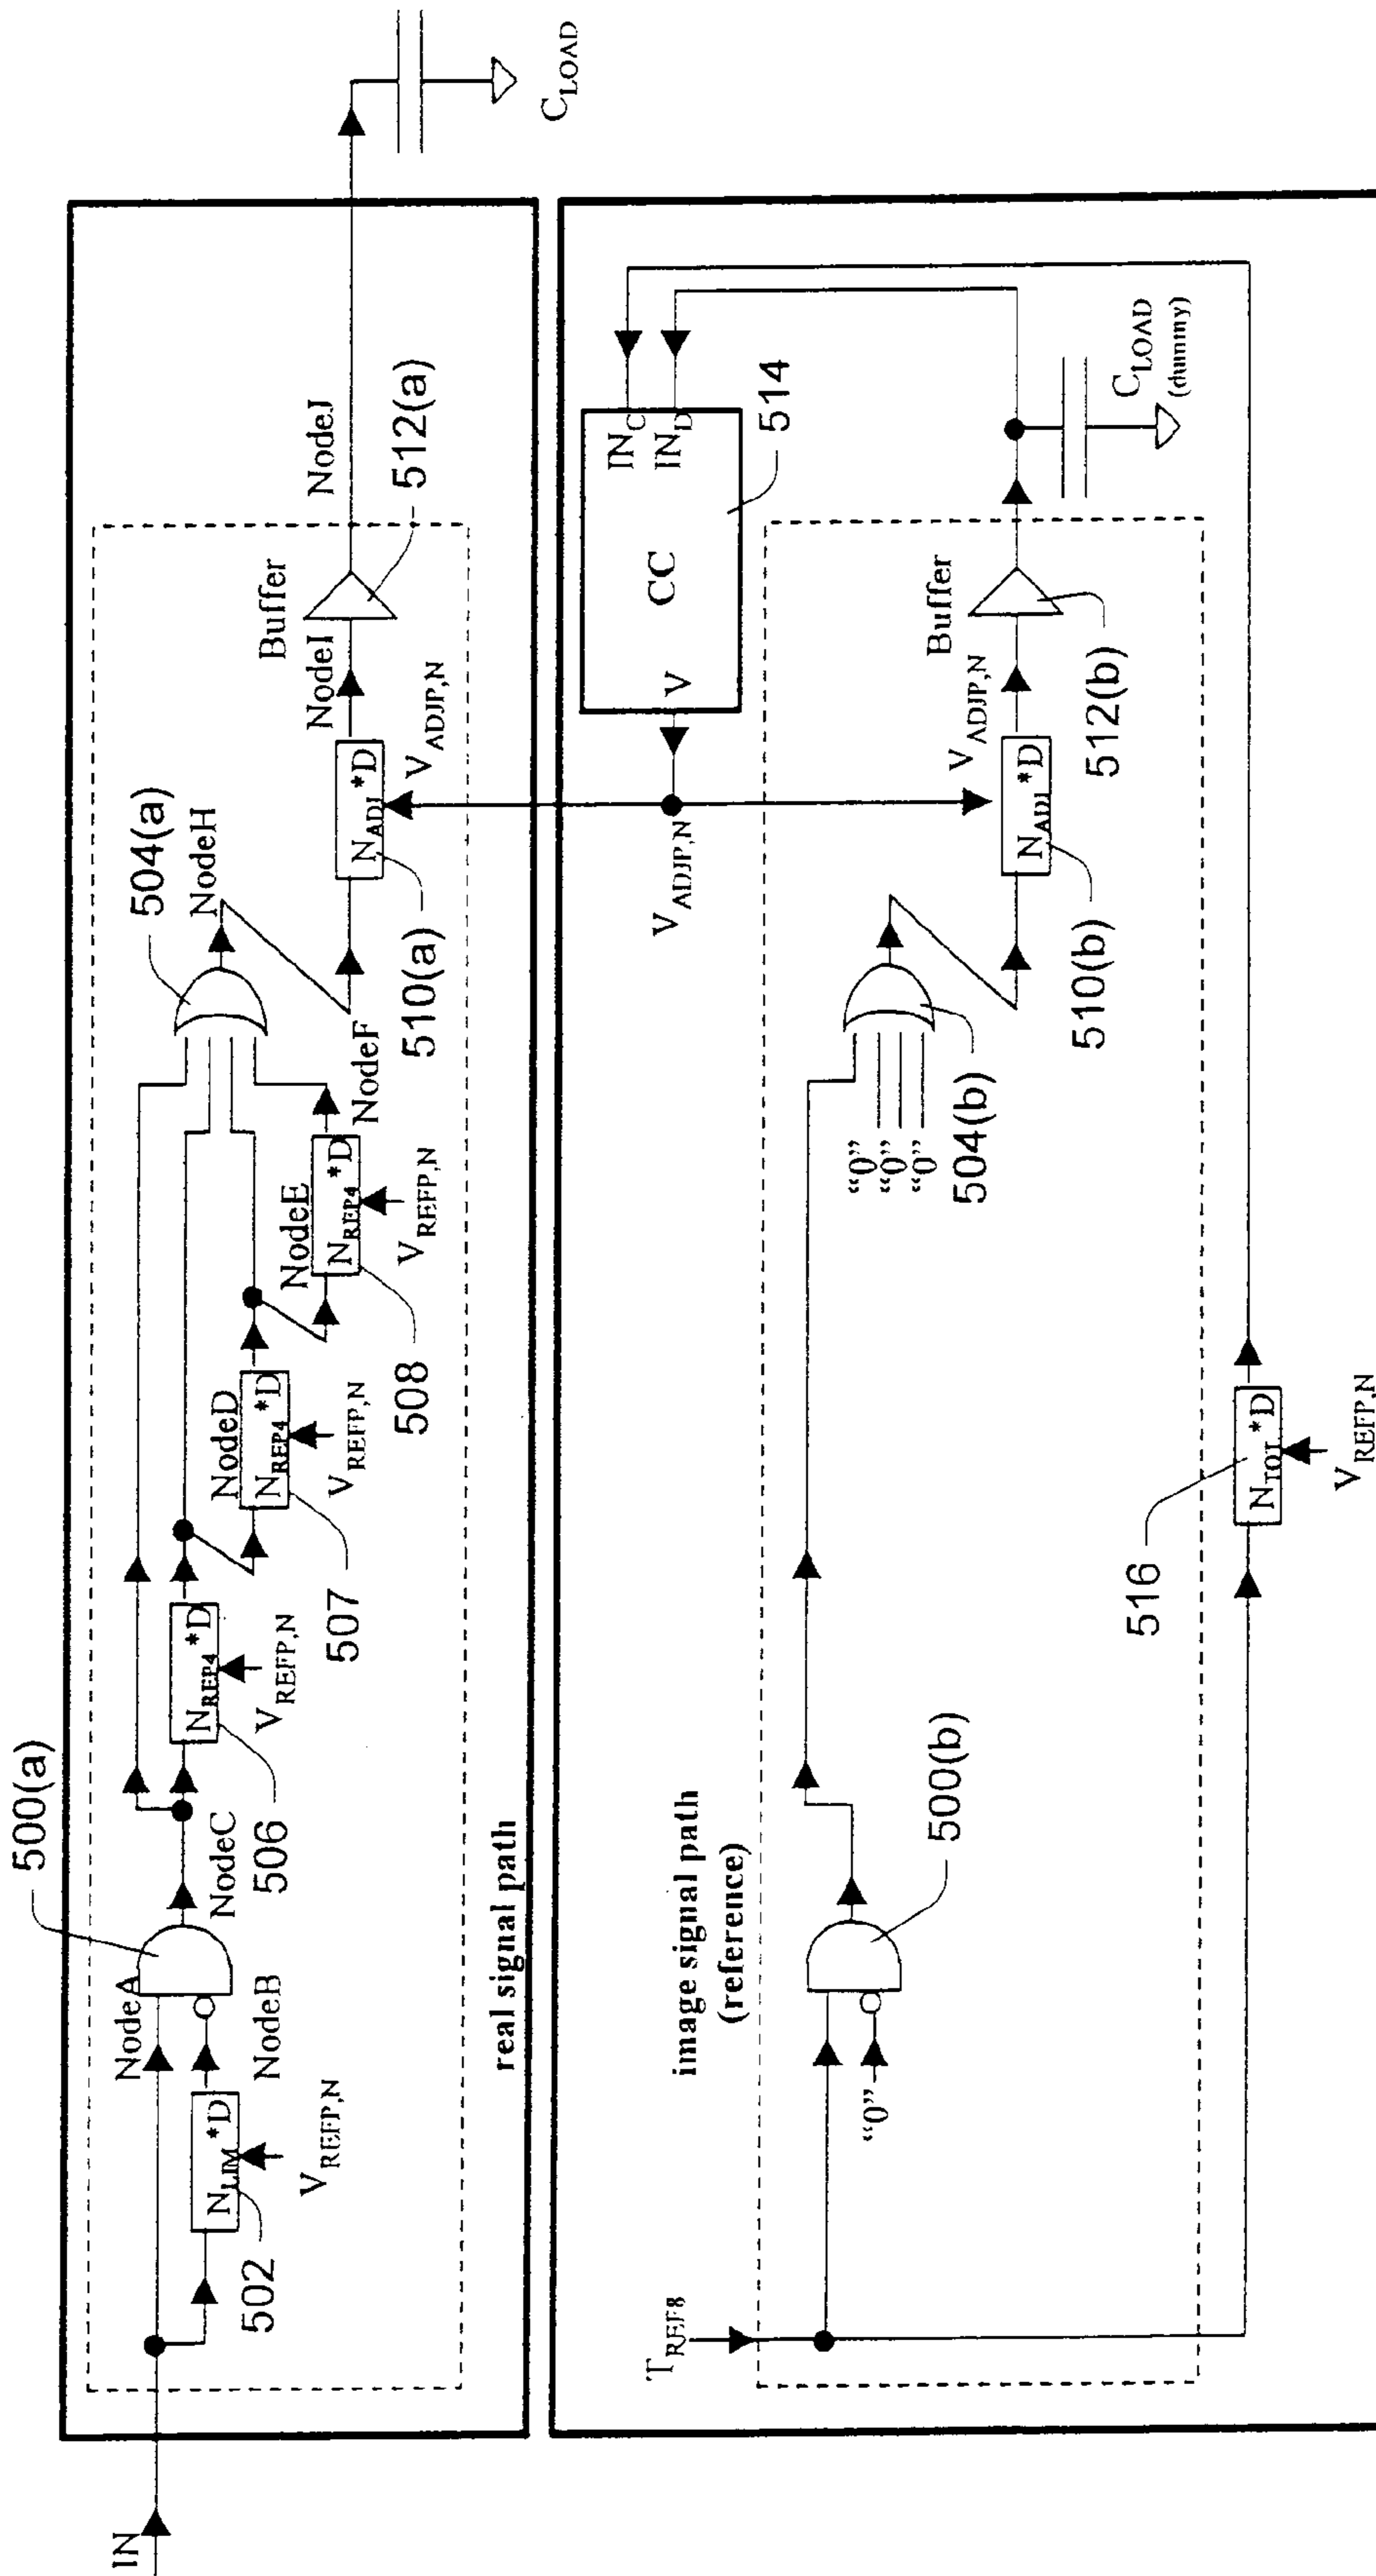 IN
500(a)
NodeA
502
N_LIM*D
V_REFP,N
NodeB
NodeC
506
N_REP4*D
V_REFP,N
507
NodeD
N_REP4*D
V_REFP,N
508
NodeE
N_REP4*D
V_REFP,N
NodeF
504(a)
NodeH
510(a)
N_ADJ*D
V_ADJP,N
NodeI
Buffer
512(a)
NodeJ
C_LOAD
real signal path
image signal path
(reference)
T_REF8
"0"
500(b)
"0"
"0"
"0"
504(b)
V_ADJP,N
V
CC
IN_C
IN_D
514
510(b)
N_ADJ*D
V_ADJP,N
Buffer
512(b)
C_LOAD
(dummy)
516
N_TOT*D
V_REFP,N